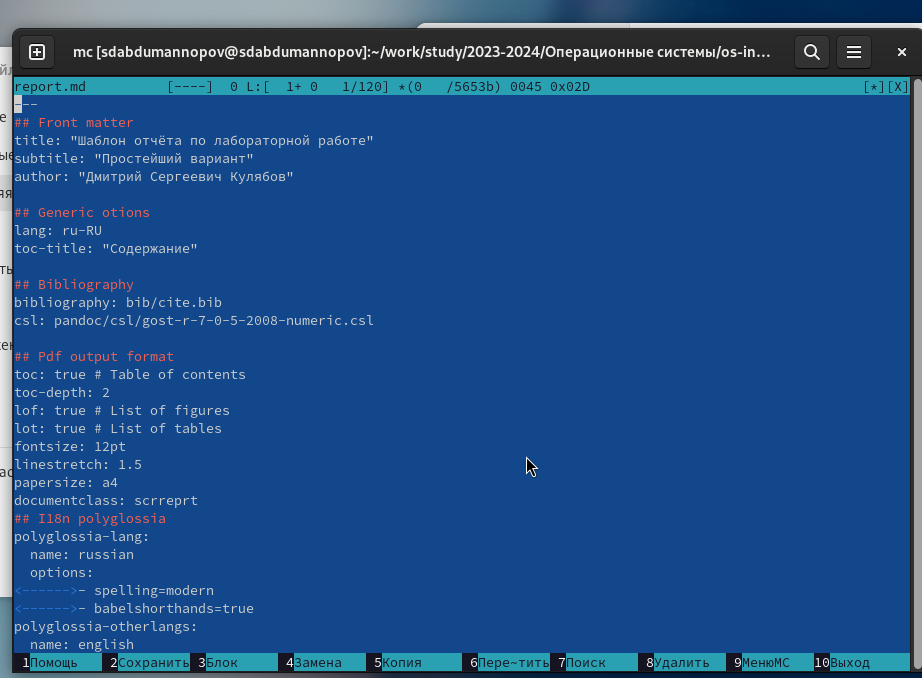 mc [sdabdumannopov@sdabdumannopov]:~/work/study/2023-2024/Операционные системы/os-in…
report.md [----] 0 L:[ 1+ 0 1/120] *(0 /5653b) 0045 0x02D [*][X]
---
## Front matter
title: "Шаблон отчёта по лабораторной работе"
subtitle: "Простейший вариант"
author: "Дмитрий Сергеевич Кулябов"
## Generic otions
lang: ru-RU
toc-title: "Содержание"
## Bibliography
bibliography: bib/cite.bib
csl: pandoc/csl/gost-r-7-0-5-2008-numeric.csl
## Pdf output format
toc: true # Table of contents
toc-depth: 2
lof: true # List of figures
lot: true # List of tables
fontsize: 12pt
linestretch: 1.5
papersize: a4
documentclass: scrreprt
## I18n polyglossia
polyglossia-lang:
  name: russian
  options:
<------>- spelling=modern
<------>- babelshorthands=true
polyglossia-otherlangs:
  name: english
1Помощь 2Сохранить 3Блок 4Замена 5Копия 6Пере~тить 7Поиск 8Удалить 9МенюMC 10Выход